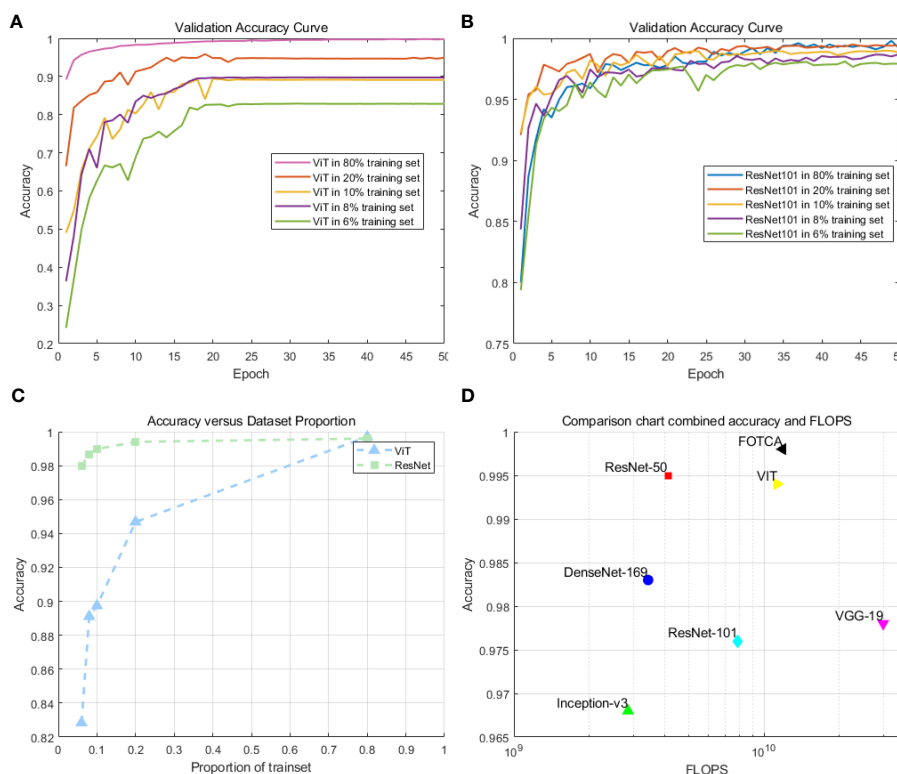 A
Validation Accuracy Curve
1
0.9
0.8
0.7
0.6
0.5
0.4
0.3
0.2
Accuracy
ViT in 80% training set
ViT in 20% training set
ViT in 10% training set
ViT in 8% training set
ViT in 6% training set
0 5 10 15 20 25 30 35 40 45 50
Epoch
B
Validation Accuracy Curve
1
0.95
0.9
0.85
0.8
0.75
Accuracy
ResNet101 in 80% training set
ResNet101 in 20% training set
ResNet101 in 10% training set
ResNet101 in 8% training set
ResNet101 in 6% training set
0 5 10 15 20 25 30 35 40 45 50
Epoch
C
Accuracy versus Dataset Proportion
1
0.98
0.96
0.94
0.92
0.9
0.88
0.86
0.84
0.82
Accuracy
ViT
ResNet
0 0.1 0.2 0.3 0.4 0.5 0.6 0.7 0.8 0.9 1
Proportion of trainset
D
Comparison chart combined accuracy and FLOPS
1
0.995
0.99
0.985
0.98
0.975
0.97
0.965
Accuracy
FOTCA
ResNet-50
VIT
DenseNet-169
VGG-19
ResNet-101
Inception-v3
10^9 10^10
FLOPS